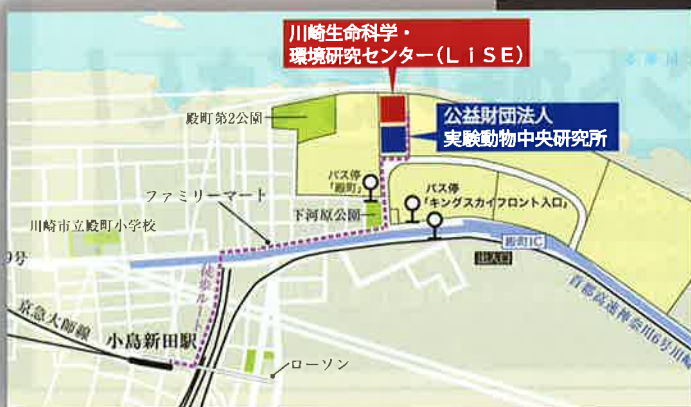 川崎生命科学・
環境研究センター(LiSE)
公益財団法人
実験動物中央研究所
殿町第2公園
バス停
「殿町」
バス停
「キングスカイフロント入口」
ファミリーマート
下河原公園
川崎市立殿町小学校
殿町IC
出入口
9号
徒歩ルート
首都高速神奈川6号川崎
京急大師線
小島新田駅
ローソン